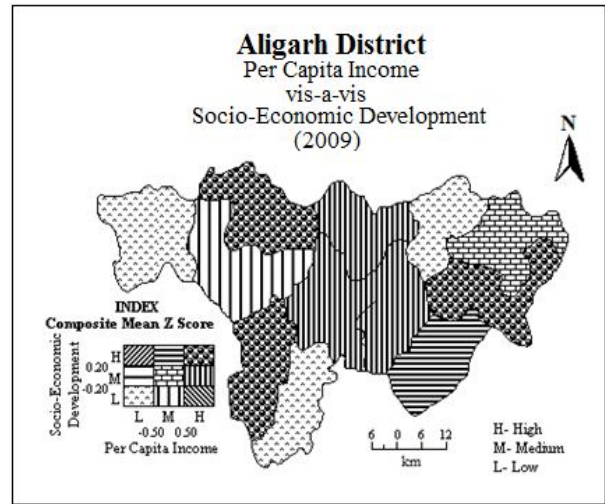 Aligarh District
Per Capita Income
vis-a-vis
Socio-Economic Development
(2009)
N
INDEX
Composite Mean Z Score
Socio-Economic
Development
H
0.20
M
-0.20
L
L M H
-0.50 0.50
Per Capita Income
6 0 6 12
km
H- High
M- Medium
L- Low